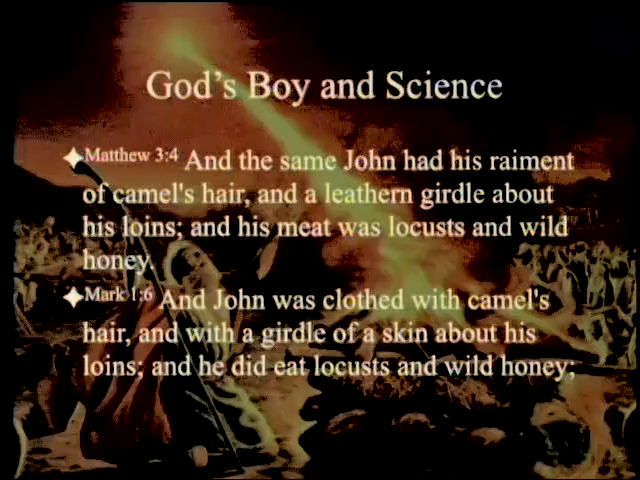 God's Boy and Science
Matthew 3:4 And the same John had his raiment
of camel's hair, and a leathern girdle about
his loins; and his meat was locusts and wild
honey.
Mark 1:6 And John was clothed with camel's
hair, and with a girdle of a skin about his
loins; and he did eat locusts and wild honey;